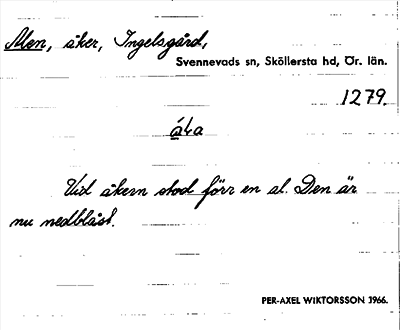 Alen, åker, Ingelsgård,
Svennevads sn, Sköllersta hd, Ör. län.
1279.
Vid åkern stod förr en al. Den är
nu nedblåst.
PER-AXEL WIKTORSSON 1966.